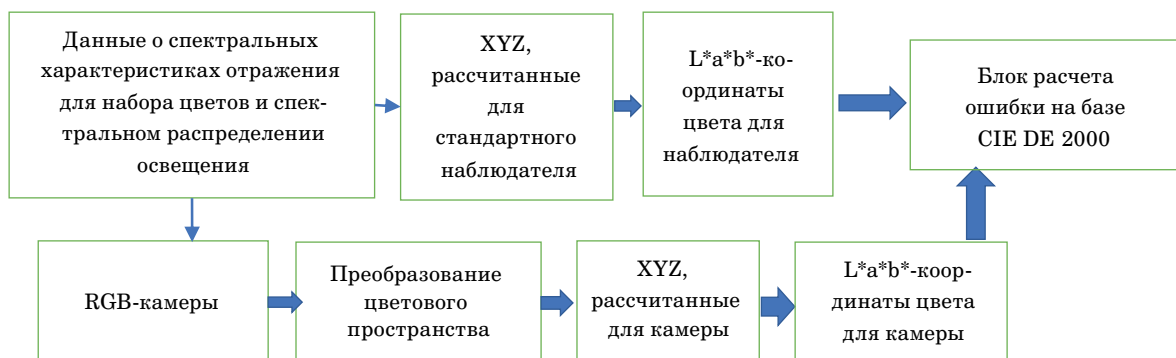 Данные о спектральных
характеристиках отражения
для набора цветов и спек-
тральном распределении
освещения
XYZ,
рассчитанные
для
стандартного
наблюдателя
L*a*b*-ко-
ординаты
цвета для
наблюдателя
Блок расчета
ошибки на базе
CIE DE 2000
RGB-камеры
Преобразование
цветового
пространства
XYZ,
рассчитанные
для камеры
L*a*b*-коор-
динаты цвета
для камеры